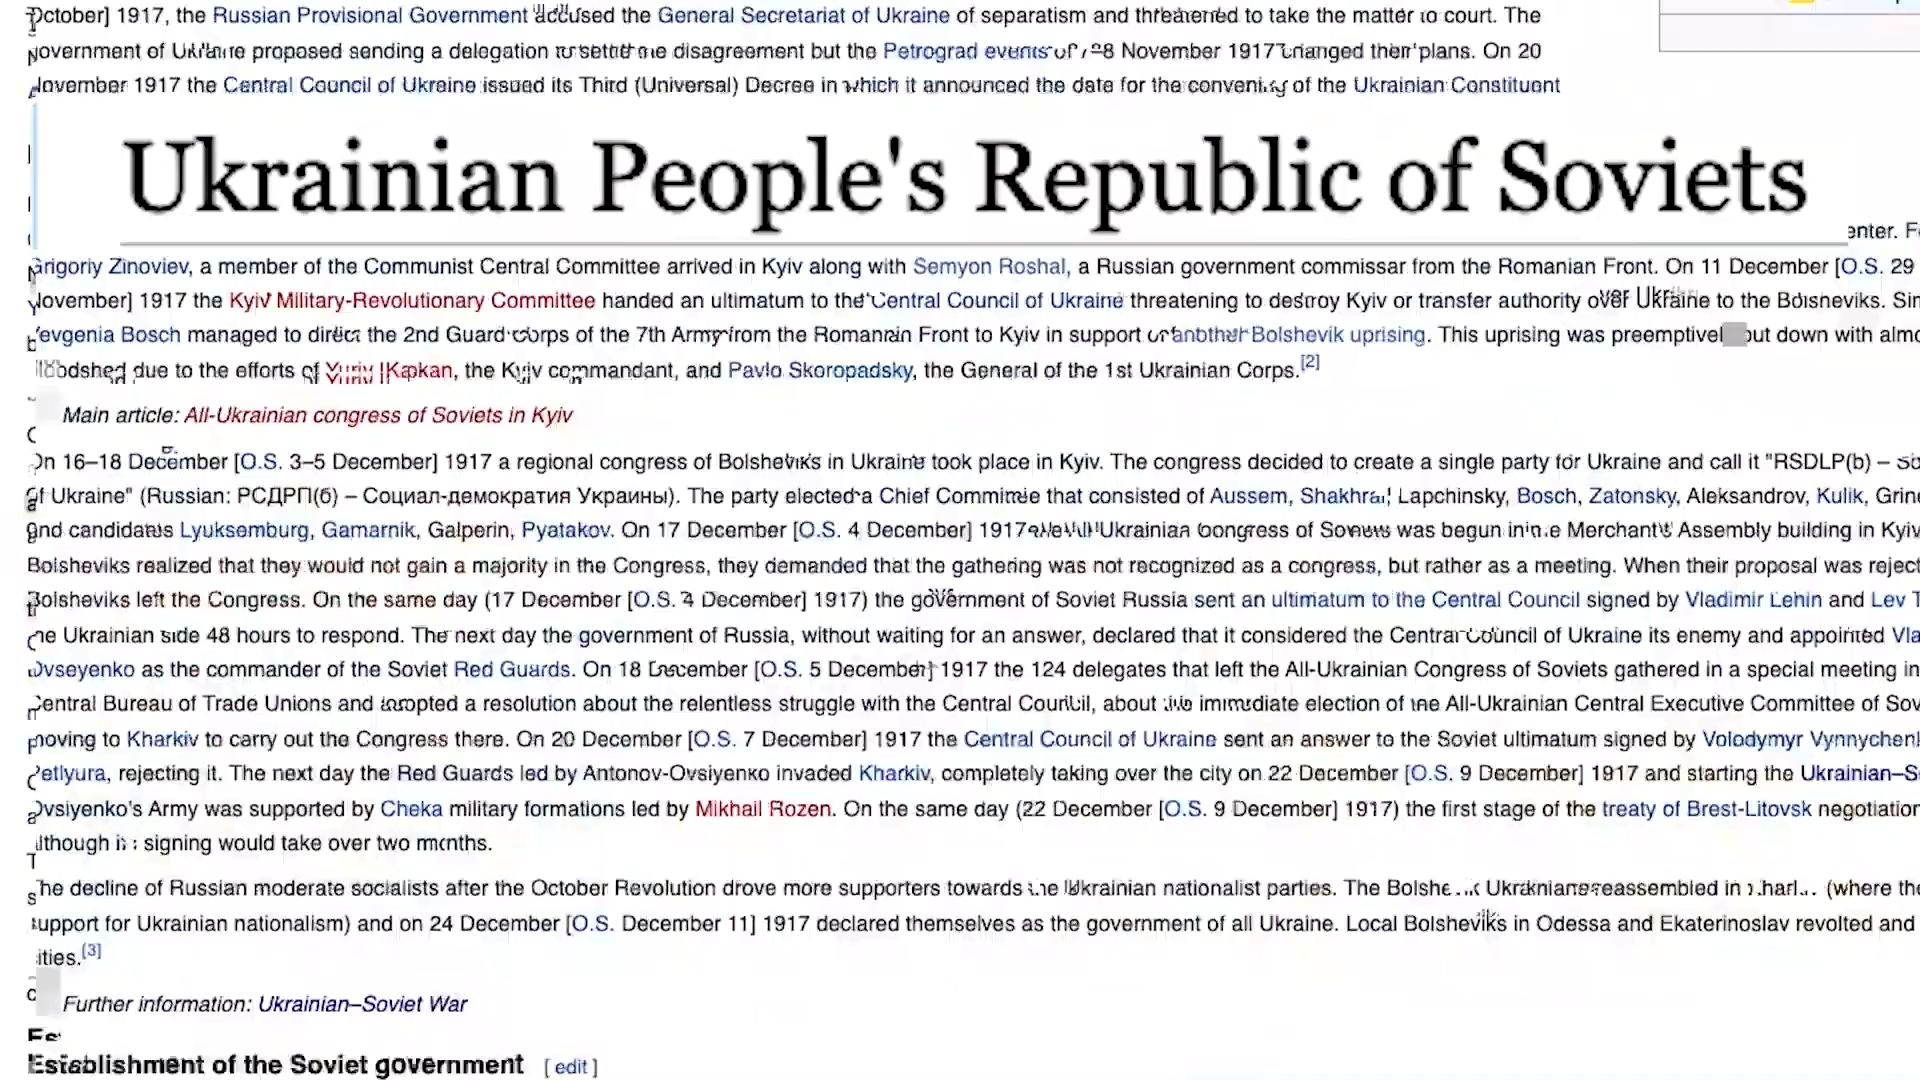 October] 1917, the Russian Provisional Government accused the General Secretariat of Ukraine of separatism and threatened to take the matter to court. The
government of Ukraine proposed sending a delegation to settle the disagreement but the Petrograd events of 7–8 November 1917 changed their plans. On 20
November 1917 the Central Council of Ukraine issued its Third (Universal) Decree in which it announced the date for the convening of the Ukrainian Constituent
Ukrainian People's Republic of Soviets
enter.
Grigoriy Zinoviev, a member of the Communist Central Committee arrived in Kyiv along with Semyon Roshal, a Russian government commissar from the Romanian Front. On 11 December [O.S. 29
November] 1917 the Kyiv Military-Revolutionary Committee handed an ultimatum to the Central Council of Ukraine threatening to destroy Kyiv or transfer authority over Ukraine to the Bolsheviks.
Yevgenia Bosch managed to direct the 2nd Guard Corps of the 7th Army from the Romanain Front to Kyiv in support of another Bolshevik uprising. This uprising was preemptivel put down with
bloodshed due to the efforts of Kapkan, the Kyiv commandant, and Pavlo Skoropadsky, the General of the 1st Ukrainian Corps.[2]
Main article: All-Ukrainian congress of Soviets in Kyiv
On 16–18 December [O.S. 3–5 December] 1917 a regional congress of Bolsheviks in Ukraine took place in Kyiv. The congress decided to create a single party for Ukraine and call it "RSDLP(b) –
of Ukraine" (Russian: РСДРП(б) – Социал-демократия Украины). The party elected a Chief Committee that consisted of Aussem, Shakhrai, Lapchinsky, Bosch, Zatonsky, Aleksandrov, Kulik,
and candidates Lyuksemburg, Gamarnik, Galperin, Pyatakov. On 17 December [O.S. 4 December] 1917 Ukrainian Congress of Soviets was begun in Merchant's Assembly building in Kyiv
Bolsheviks realized that they would not gain a majority in the Congress, they demanded that the gathering was not recognized as a congress, but rather as a meeting. When their proposal was
Bolsheviks left the Congress. On the same day (17 December [O.S. 4 December] 1917) the government of Soviet Russia sent an ultimatum to the Central Council signed by Vladimir Lenin and Lev
the Ukrainian side 48 hours to respond. The next day the government of Russia, without waiting for an answer, declared that it considered the Central Council of Ukraine its enemy and appointed
Ovseyenko as the commander of the Soviet Red Guards. On 18 December [O.S. 5 December] 1917 the 124 delegates that left the All-Ukrainian Congress of Soviets gathered in a special meeting in
Central Bureau of Trade Unions and adopted a resolution about the relentless struggle with the Central Council, about immediate election of the All-Ukrainian Central Executive Committee of
moving to Kharkiv to carry out the Congress there. On 20 December [O.S. 7 December] 1917 the Central Council of Ukraine sent an answer to the Soviet ultimatum signed by Volodymyr
Petlyura, rejecting it. The next day the Red Guards led by Antonov-Ovsiyenko invaded Kharkiv, completely taking over the city on 22 December [O.S. 9 December] 1917 and starting the
Ovsiyenko's Army was supported by Cheka military formations led by Mikhail Rozen. On the same day (22 December [O.S. 9 December] 1917) the first stage of the treaty of Brest-Litovsk
although signing would take over two months.
The decline of Russian moderate socialists after the October Revolution drove more supporters towards the Ukrainian nationalist parties. The reassembled in (where
support for Ukrainian nationalism) and on 24 December [O.S. December 11] 1917 declared themselves as the government of all Ukraine. Local Bolsheviks in Odessa and Ekaterinoslav revolted and
ities.[3]
Further information: Ukrainian–Soviet War
Establishment of the Soviet government [ edit ]